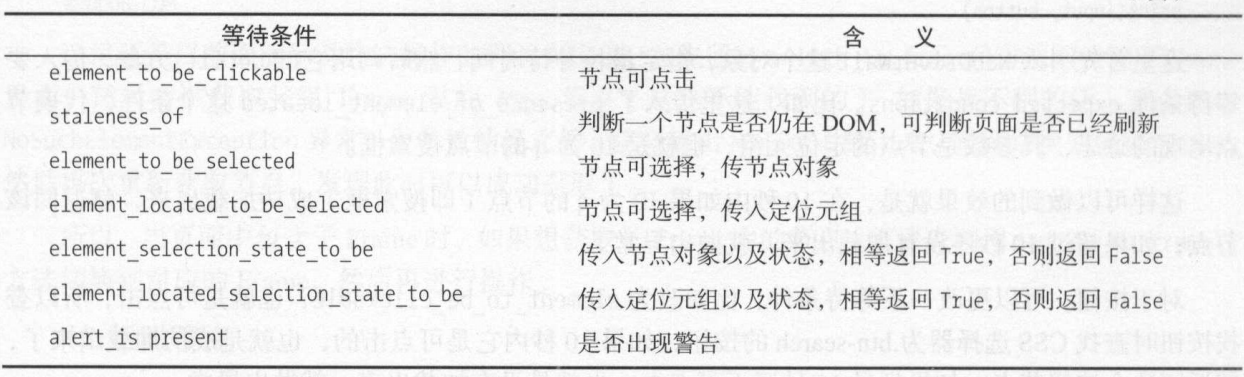 等待条件 含 义
element_to_be_clickable 节点可点击
staleness_of 判断一个节点是否仍在 DOM，可判断页面是否已经刷新
element_to_be_selected 节点可选择，传节点对象
element_located_to_be_selected 节点可选择，传入定位元组
element_selection_state_to_be 传入节点对象以及状态，相等返回 True，否则返回 False
element_located_selection_state_to_be 传入定位元组以及状态，相等返回 True，否则返回 False
alert_is_present 是否出现警告